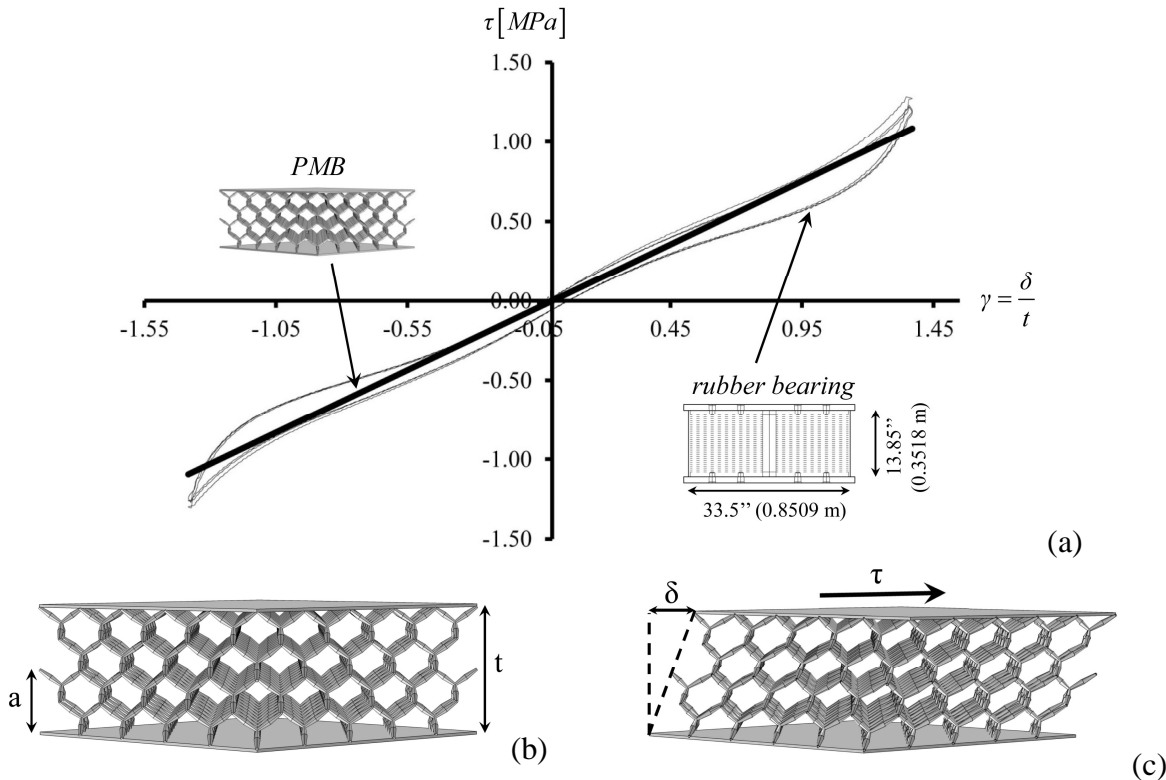 τ [MPa]
1.50
1.00
0.50
0.00
-0.50
-1.00
-1.50
-1.55
-1.05
-0.55
-0.05
0.45
0.95
1.45
γ = δ/t
PMB
rubber bearing
13.85’’
(0.3518 m)
33.5’’ (0.8509 m)
(a)
a
t
(b)
δ
τ
(c)